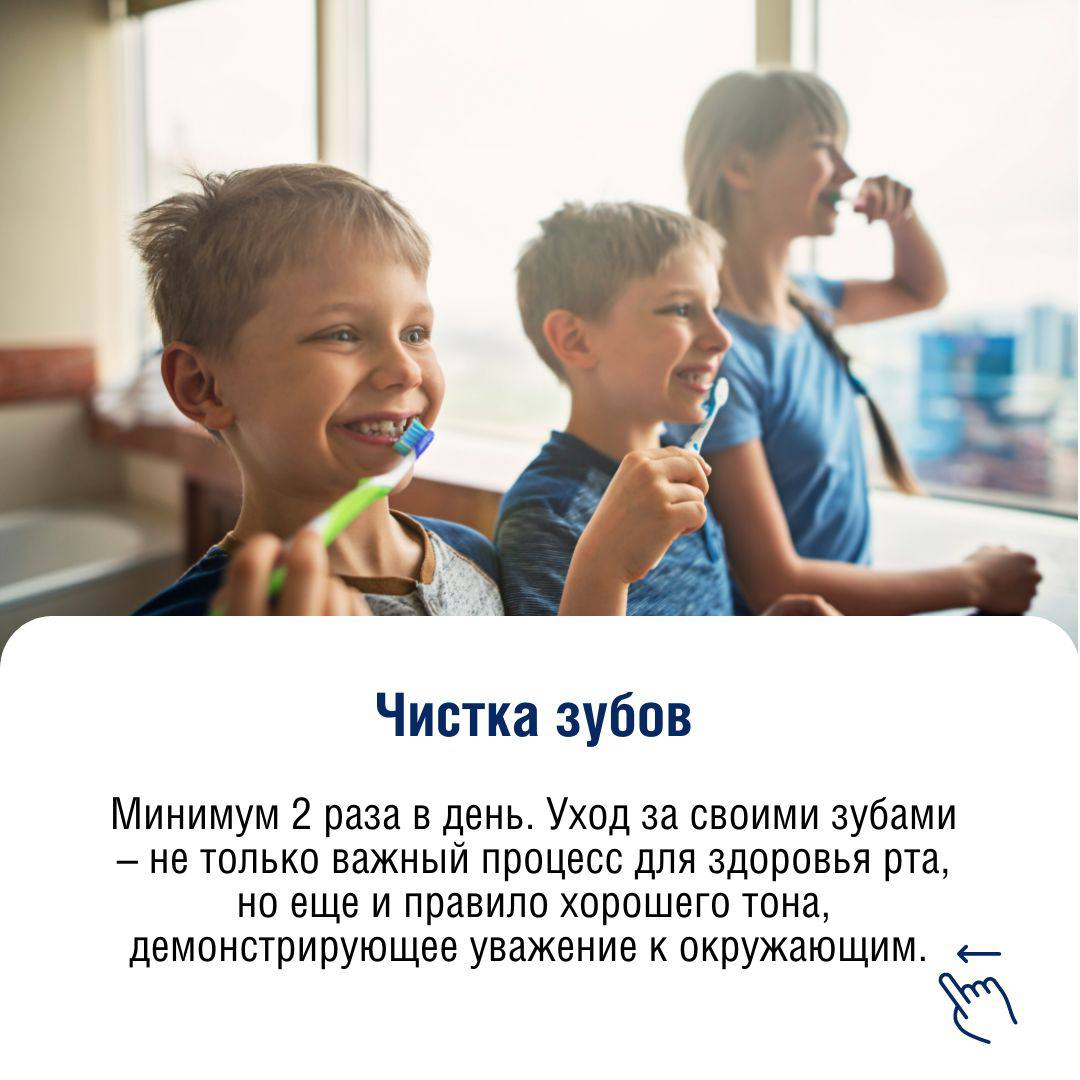 Чистка зубов
Минимум 2 раза в день. Уход за своими зубами
– не только важный процесс для здоровья рта,
но еще и правило хорошего тона,
демонстрирующее уважение к окружающим.